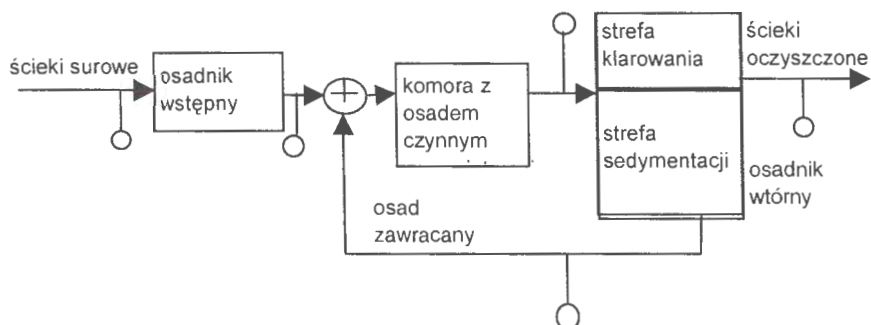 ścieki surowe
osadnik
wstępny
+
komora z
osadem
czynnym
strefa
klarowania
ścieki
oczyszczone
strefa
sedymentacji
osadnik
wtórny
osad
zawracany